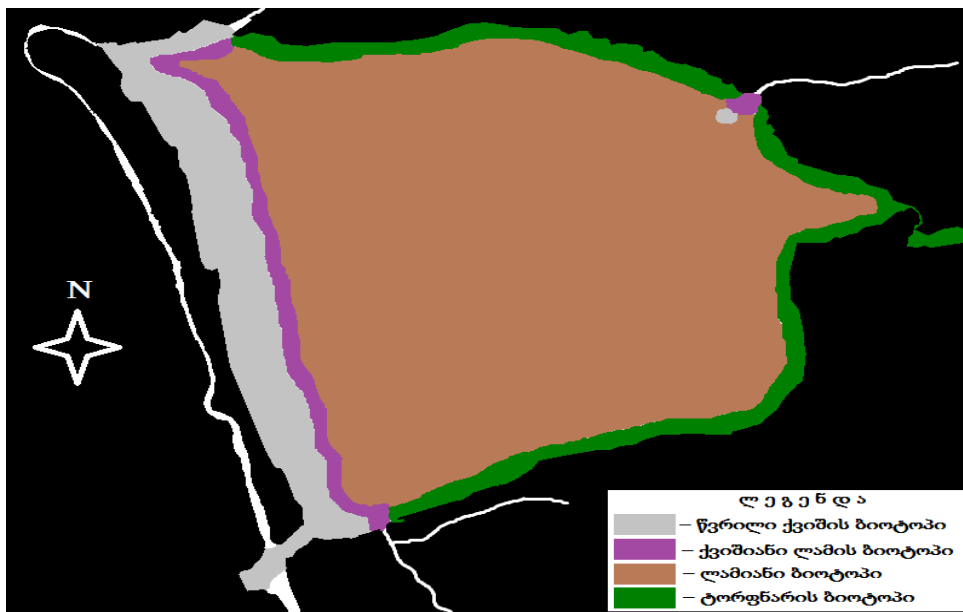 N
ლ ე გ ე ნ დ ა
– წვრილი ქვიშის ბიოტოპი
– ქვიშიანი ლამის ბიოტოპი
– ლამიანი ბიოტოპი
– ტორფნარის ბიოტოპი